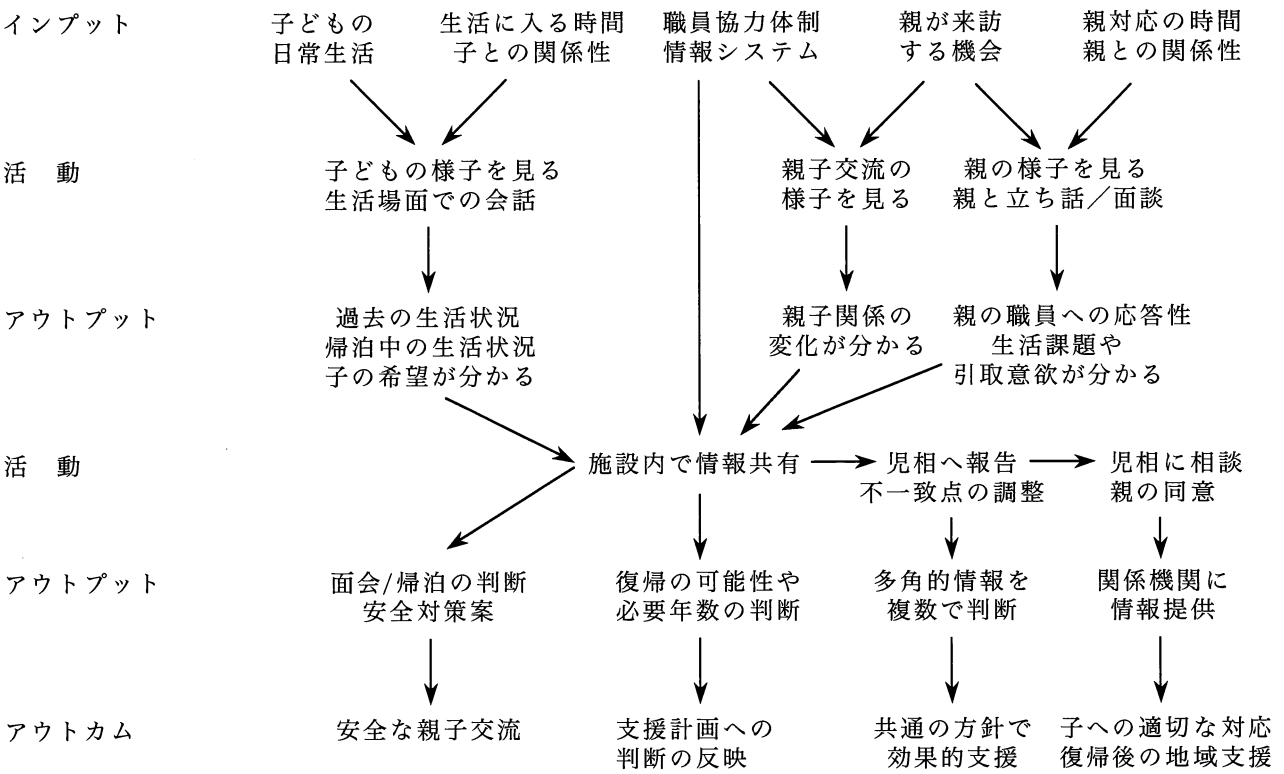 インプット
子どもの
日常生活
生活に入る時間
子との関係性
職員協力体制
情報システム
親が来訪
する機会
親対応の時間
親との関係性
活　動
子どもの様子を見る
生活場面での会話
親子交流の
様子を見る
親の様子を見る
親と立ち話／面談
アウトプット
過去の生活状況
帰泊中の生活状況
子の希望が分かる
親子関係の
変化が分かる
親の職員への応答性
生活課題や
引取意欲が分かる
活　動
施設内で情報共有
児相へ報告
不一致点の調整
児相に相談
親の同意
アウトプット
面会/帰泊の判断
安全対策案
復帰の可能性や
必要年数の判断
多角的情報を
複数で判断
関係機関に
情報提供
アウトカム
安全な親子交流
支援計画への
判断の反映
共通の方針で
効果的支援
子への適切な対応
復帰後の地域支援